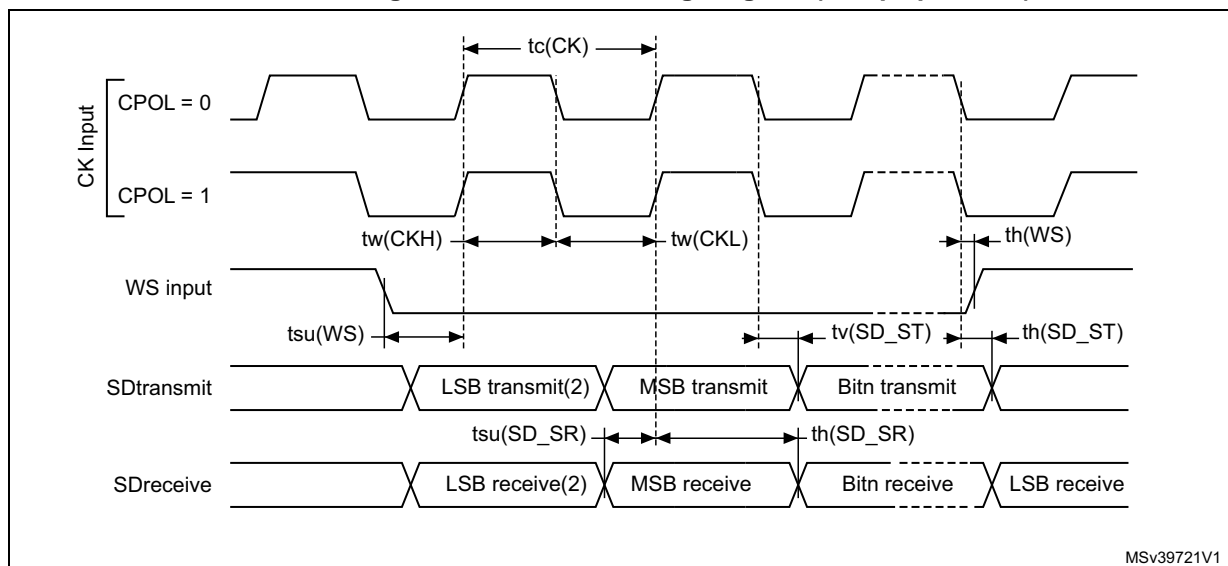 tc(CK)
CK Input
CPOL = 0
CPOL = 1
tw(CKH)
tw(CKL)
th(WS)
WS input
tsu(WS)
tv(SD_ST)
th(SD_ST)
SDtransmit
LSB transmit(2)
MSB transmit
Bitn transmit
tsu(SD_SR)
th(SD_SR)
SDreceive
LSB receive(2)
MSB receive
Bitn receive
LSB receive
MSv39721V1